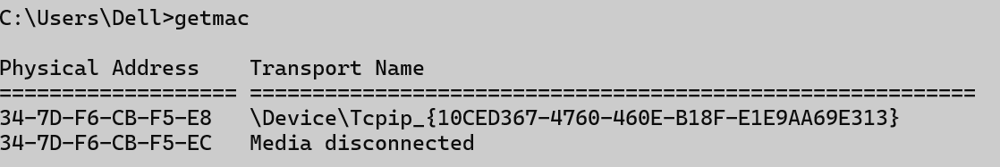 C:\Users\Dell>getmac
Physical Address    Transport Name
=================== ==========================================================
34-7D-F6-CB-F5-E8   \Device\Tcpip_{10CED367-4760-460E-B18F-E1E9AA69E313}
34-7D-F6-CB-F5-EC   Media disconnected